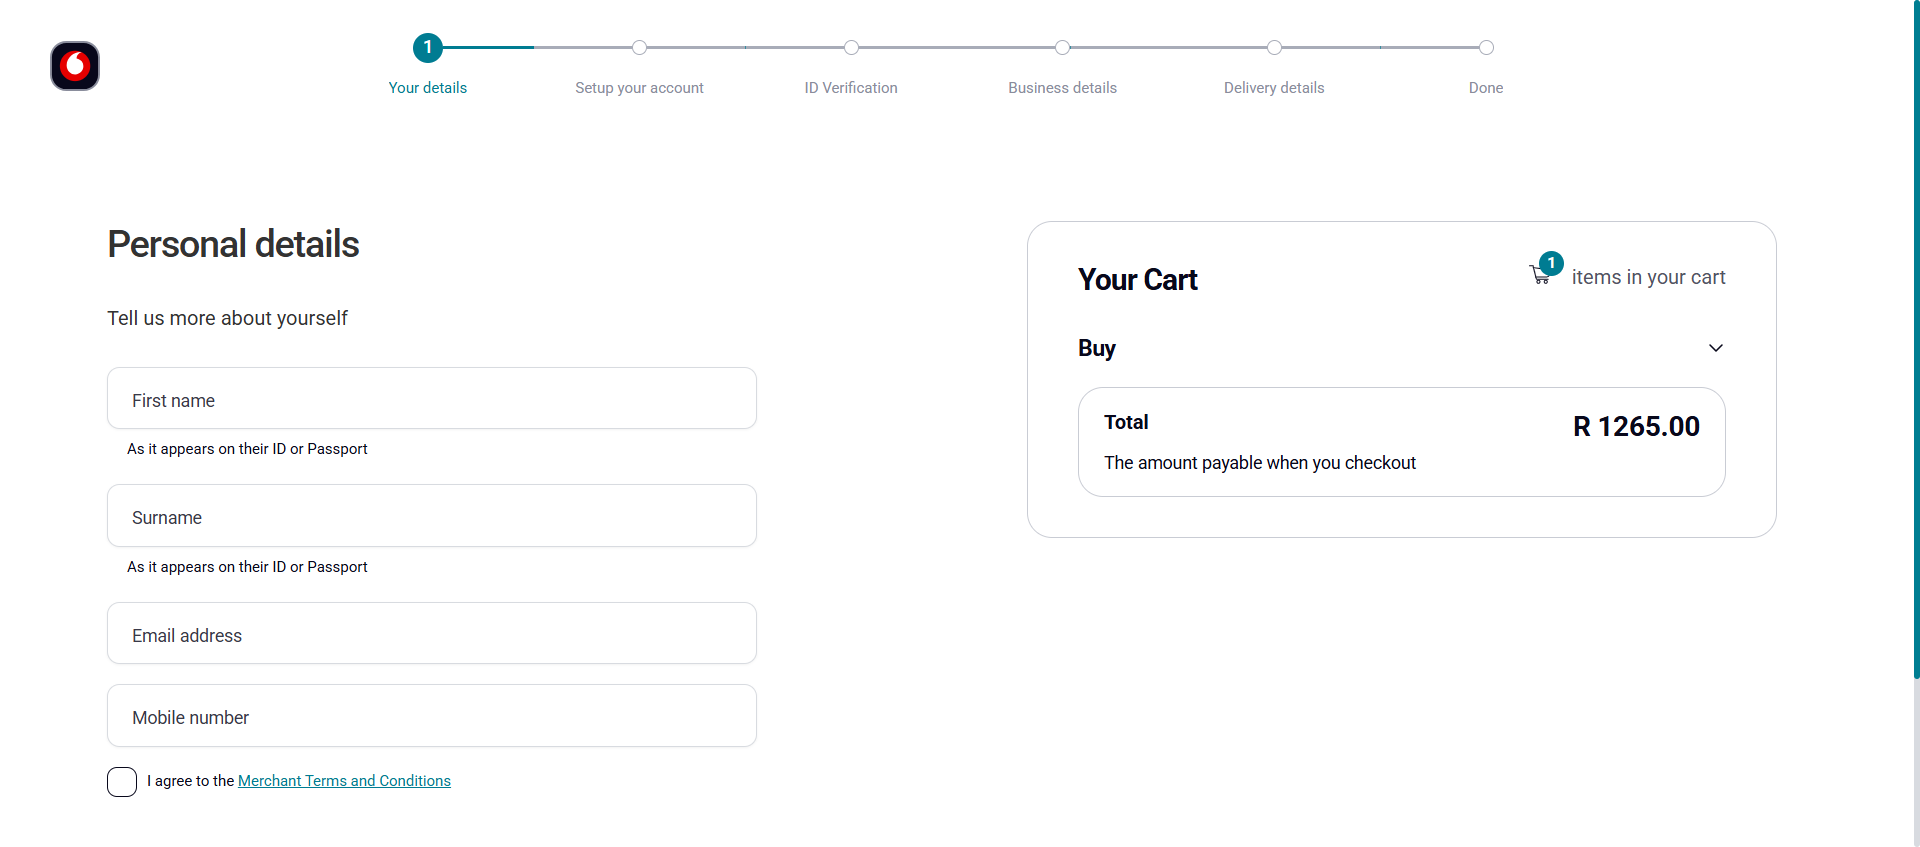 1
Your details
Setup your account
ID Verification
Business details
Delivery details
Done
Personal details
Tell us more about yourself
First name
As it appears on their ID or Passport
Surname
As it appears on their ID or Passport
Email address
Mobile number
I agree to the Merchant Terms and Conditions
Your Cart
1 items in your cart
Buy
Total
R 1265.00
The amount payable when you checkout